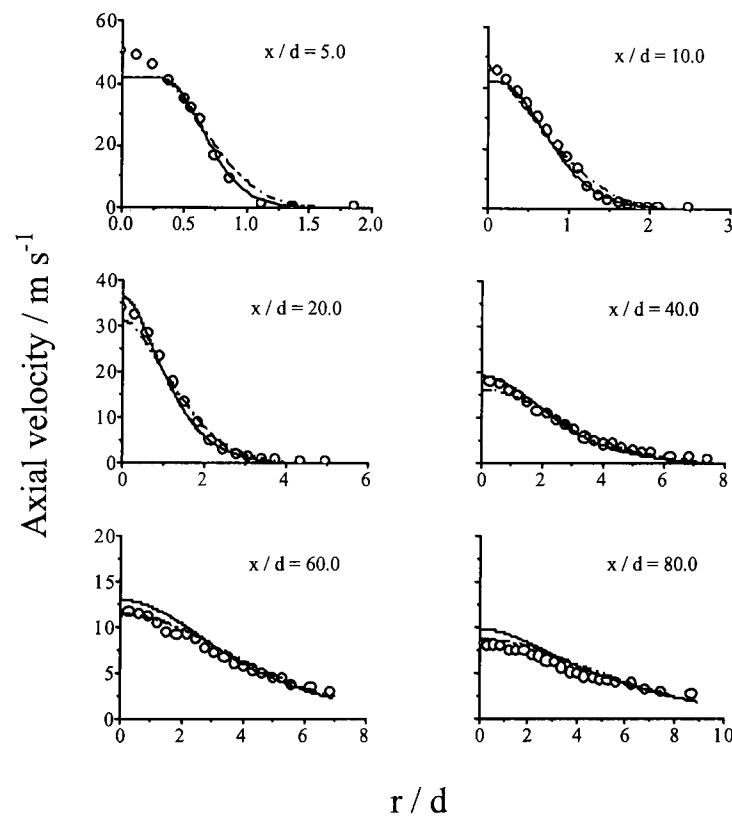 60
40
20
0
0.0 0.5 1.0 1.5 2.0
x / d = 5.0
0 1 2 3
x / d = 10.0
Axial velocity / m s⁻¹
40
30
20
10
0
0 2 4 6
x / d = 20.0
0 2 4 6 8
x / d = 40.0
20
15
10
5
0
0 2 4 6 8
x / d = 60.0
0 2 4 6 8 10
x / d = 80.0
r / d